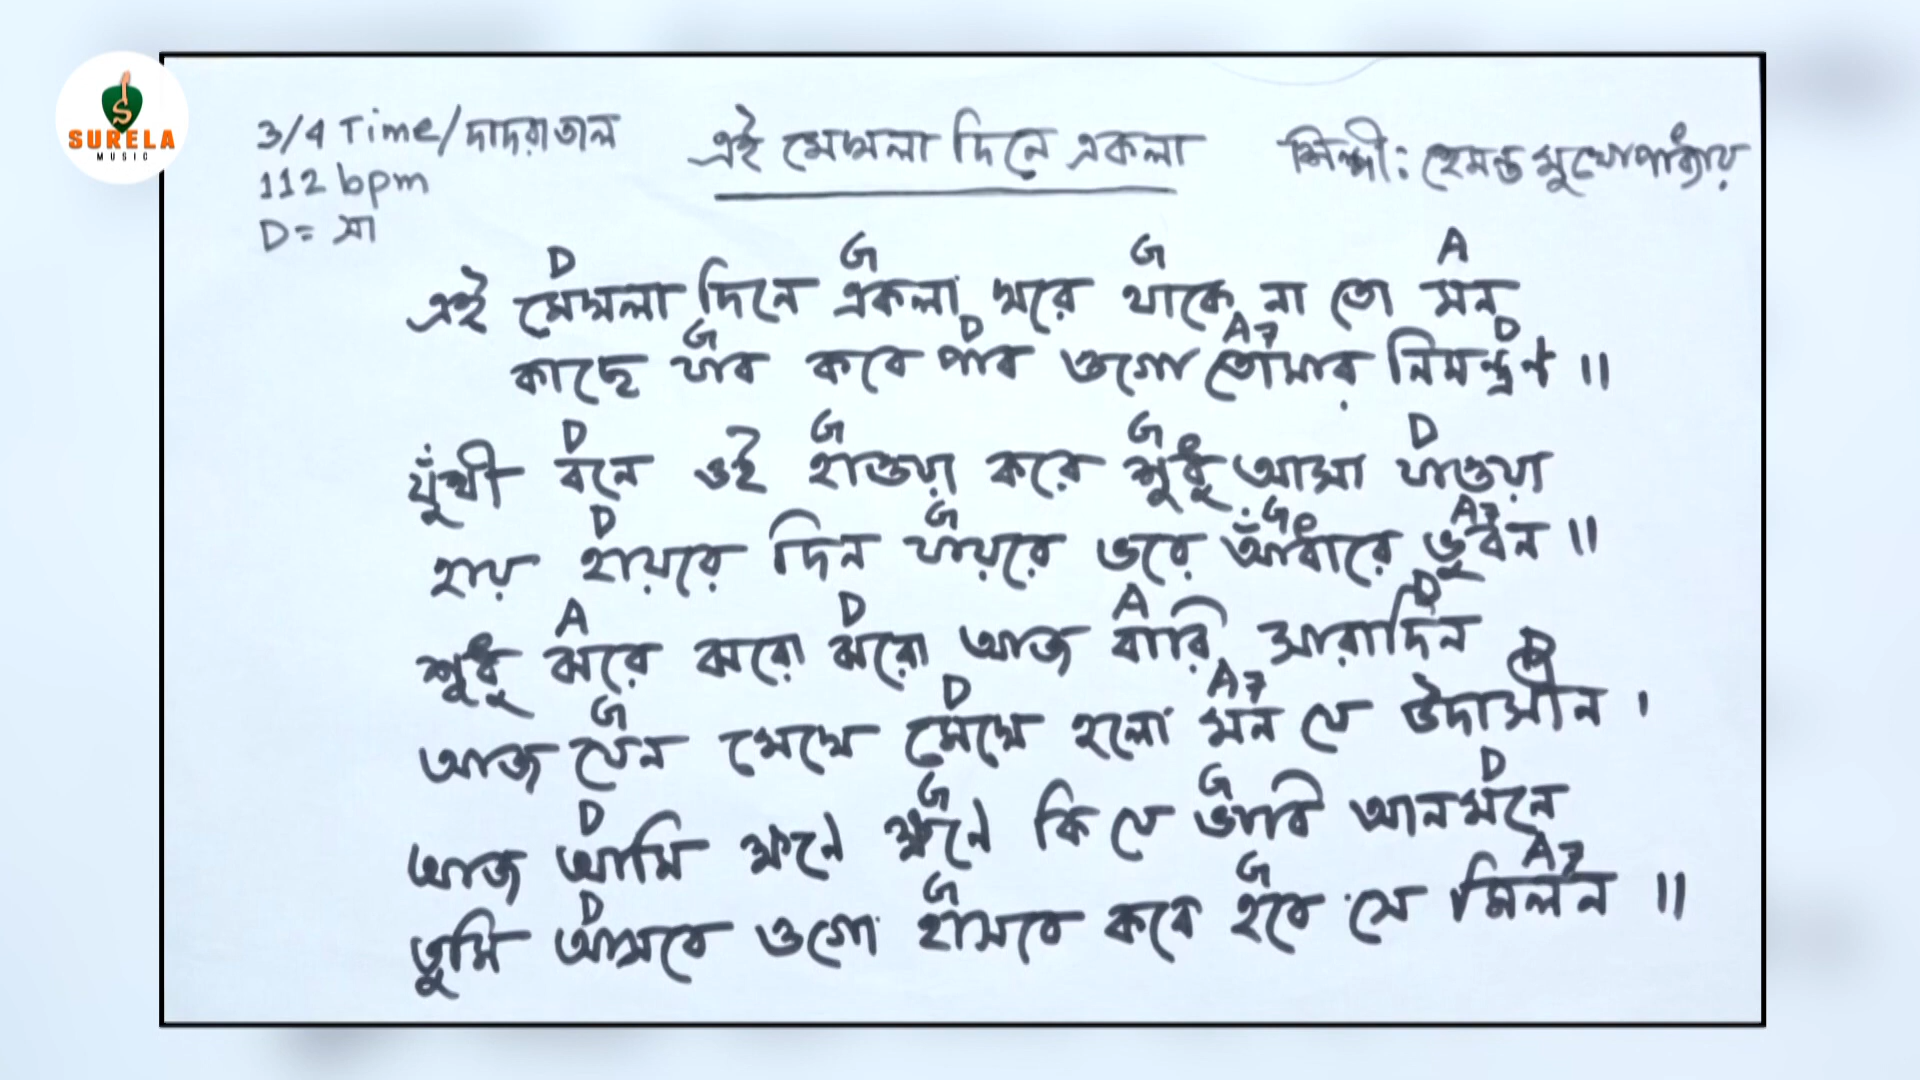 SURELA
MUSIC
3/4 Time/দাদরাতাল
112 bpm
D= সা
এই মেঘলা দিনে একলা
শিল্পী: হেমন্ত মুখোপাধ্যায়
D G G A
এই মেঘলা দিনে একলা ঘরে থাকে না তো মন
G D A7 D
কাছে যাব কবে পাব ওগো তোমার নিমন্ত্রণ ॥
D G G D
যুঁথী বনে ওই হাওয়া করে শুধু আসা যাওয়া
D G G A7
হায় হায়রে দিন যায়রে ভরে আঁধারে ভুবন ॥
A D A D
শুধু ঝরে ঝরো ঝরো আজ বারি সারাদিন
G D A7 D
আজ যেন মেঘে মেঘে হলো মন যে উদাসীন ।
D G G D
আজ আমি ক্ষনে ক্ষনে কি যে ভাবি আনমনে
D G G A7
তুমি আসবে ওগো হাসবে কবে হবে সে মিলন ॥